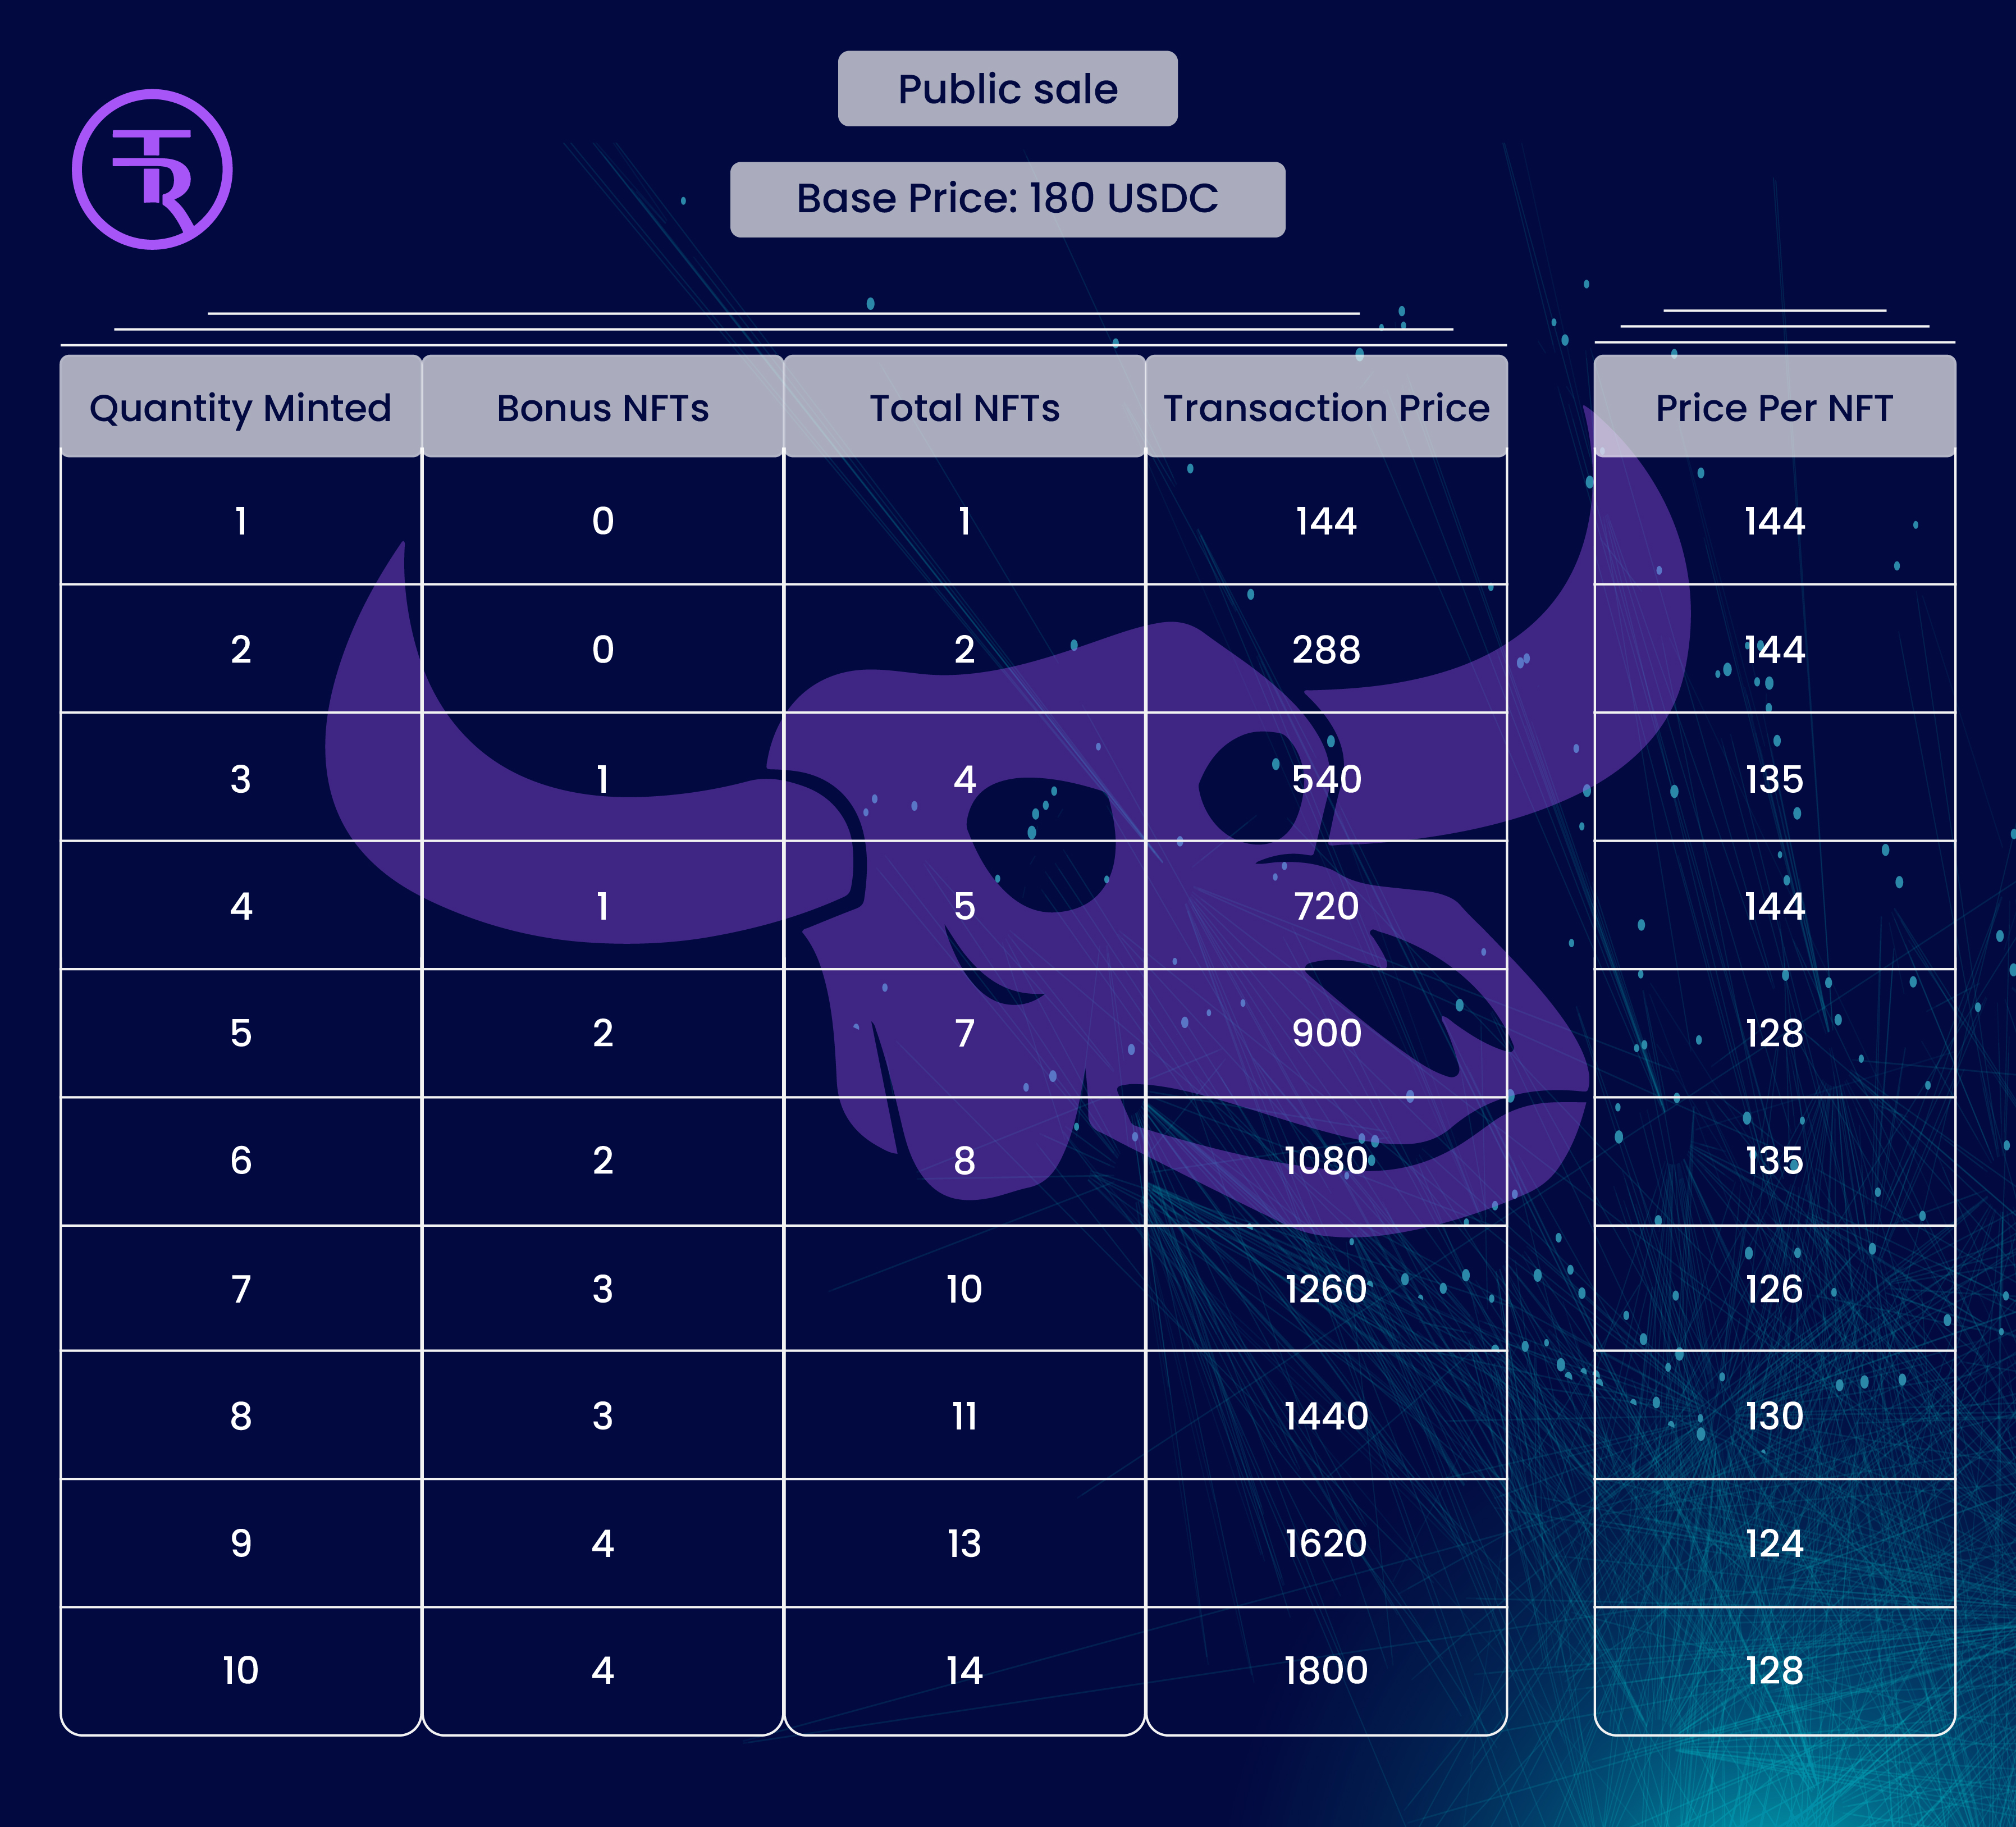 TR
Public sale
Base Price: 180 USDC
Quantity Minted Bonus NFTs Total NFTs Transaction Price Price Per NFT
1 0 1 144 144
2 0 2 288 144
3 1 4 540 135
4 1 5 720 144
5 2 7 900 128
6 2 8 1080 135
7 3 10 1260 126
8 3 11 1440 130
9 4 13 1620 124
10 4 14 1800 128